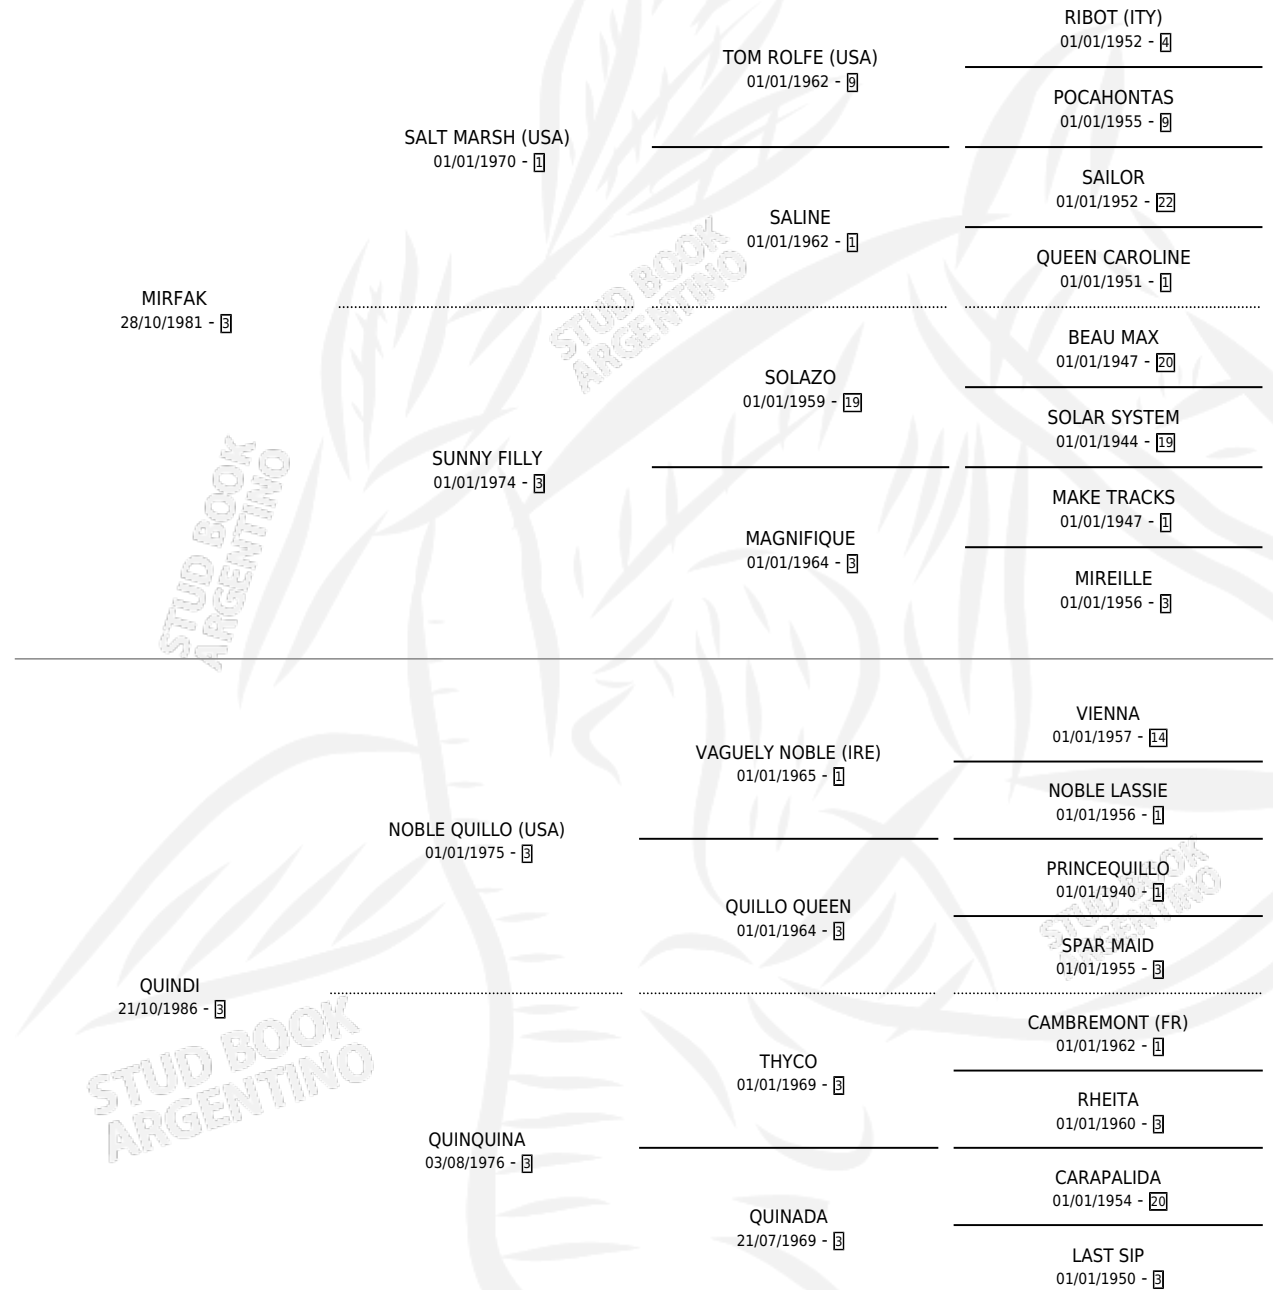 RIBOT (ITY)
01/01/1952 - 4
TOM ROLFE (USA)
01/01/1962 - 9
POCAHONTAS
01/01/1955 - 9
SALT MARSH (USA)
01/01/1970 - 1
SAILOR
01/01/1952 - 22
SALINE
01/01/1962 - 1
QUEEN CAROLINE
01/01/1951 - 1
MIRFAK
28/10/1981 - 3
BEAU MAX
01/01/1947 - 20
SOLAZO
01/01/1959 - 19
SOLAR SYSTEM
01/01/1944 - 19
SUNNY FILLY
01/01/1974 - 3
MAKE TRACKS
01/01/1947 - 1
MAGNIFIQUE
01/01/1964 - 3
MIREILLE
01/01/1956 - 3
VIENNA
01/01/1957 - 14
VAGUELY NOBLE (IRE)
01/01/1965 - 1
NOBLE LASSIE
01/01/1956 - 1
NOBLE QUILLO (USA)
01/01/1975 - 3
PRINCEQUILLO
01/01/1940 - 1
QUILLO QUEEN
01/01/1964 - 3
SPAR MAID
01/01/1955 - 3
QUINDI
21/10/1986 - 3
CAMBREMONT (FR)
01/01/1962 - 1
THYCO
01/01/1969 - 3
RHEITA
01/01/1960 - 3
QUINQUINA
03/08/1976 - 3
CARAPALIDA
01/01/1954 - 20
QUINADA
21/07/1969 - 3
LAST SIP
01/01/1950 - 3
STUD BOOK
ARGENTINO
STUD BOOK
ARGENTINO
STUD BOOK
ARGENTINO
STUD BOOK
ARGENTINO